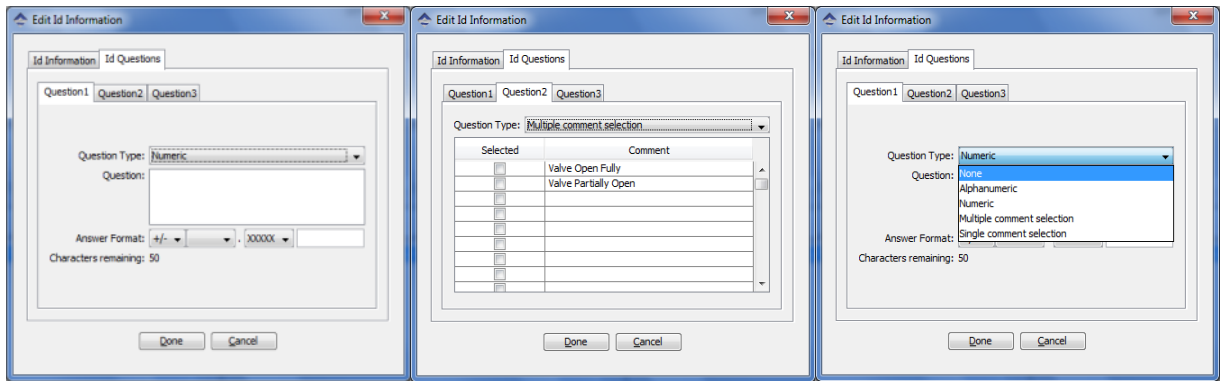 Edit Id Information
x
Id Information Id Questions
Question1 Question2 Question3
Question Type: Numeric
Question:
Answer Format: +/- . XXXXX
Characters remaining: 50
Done Cancel
Edit Id Information
x
Id Information Id Questions
Question1 Question2 Question3
Question Type: Multiple comment selection
Selected Comment
Valve Open Fully
Valve Partially Open
Done Cancel
Edit Id Information
x
Id Information Id Questions
Question1 Question2 Question3
Question Type: Numeric
Question:
None
Alphanumeric
Numeric
Multiple comment selection
Single comment selection
Answer Format:
Characters remaining: 50
Done Cancel